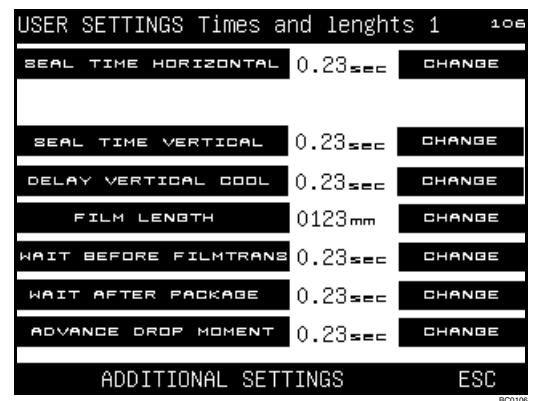 USER SETTINGS Times and lenghts 1 106
SEAL TIME HORIZONTAL 0.23sec CHANGE
SEAL TIME VERTICAL 0.23sec CHANGE
DELAY VERTICAL COOL 0.23sec CHANGE
FILM LENGTH 0123mm CHANGE
WAIT BEFORE FILMTRANS 0.23sec CHANGE
WAIT AFTER PACKAGE 0.23sec CHANGE
ADVANCE DROP MOMENT 0.23sec CHANGE
ADDITIONAL SETTINGS ESC
BC0106